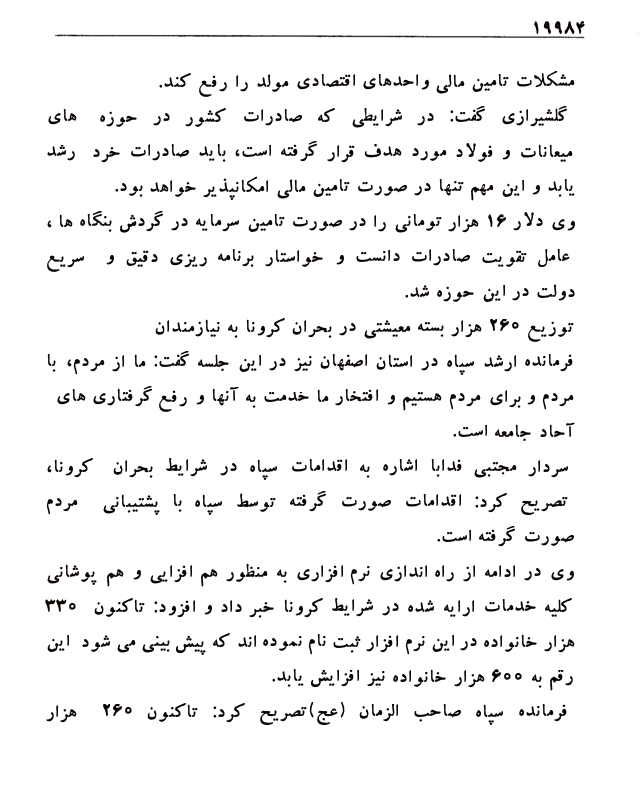 ۱۹۹۸۴
مشکلات تامین مالی واحدهای اقتصادی مولد را رفع کند.
گلشیرازی گفت: در شرایطی که صادرات کشور در حوزه های
میعانات و فولاد مورد هدف قرار گرفته است، باید صادرات خرد رشد
یابد و این مهم تنها در صورت تامین مالی امکانپذیر خواهد بود.
وی دلار ۱۶ هزار تومانی را در صورت تامین سرمایه در گردش بنگاه ها ،
عامل تقویت صادرات دانست و خواستار برنامه ریزی دقیق و سریع
دولت در این حوزه شد.
توزیع ۲۶۰ هزار بسته معیشتی در بحران کرونا به نیازمندان
فرمانده ارشد سپاه در استان اصفهان نیز در این جلسه گفت: ما از مردم، با
مردم و برای مردم هستیم و افتخار ما خدمت به آنها و رفع گرفتاری های
آحاد جامعه است.
سردار مجتبی فدابا اشاره به اقدامات سپاه در شرایط بحران کرونا،
تصریح کرد: اقدامات صورت گرفته توسط سپاه با پشتیبانی مردم
صورت گرفته است.
وی در ادامه از راه اندازی نرم افزاری به منظور هم افزایی و هم پوشانی
کلیه خدمات ارایه شده در شرایط کرونا خبر داد و افزود: تاکنون ۳۳۰
هزار خانواده در این نرم افزار ثبت نام نموده اند که پیش بینی می شود این
رقم به ۶۰۰ هزار خانواده نیز افزایش یابد.
فرمانده سپاه صاحب الزمان (عج)تصریح کرد: تاکنون ۲۶۰ هزار